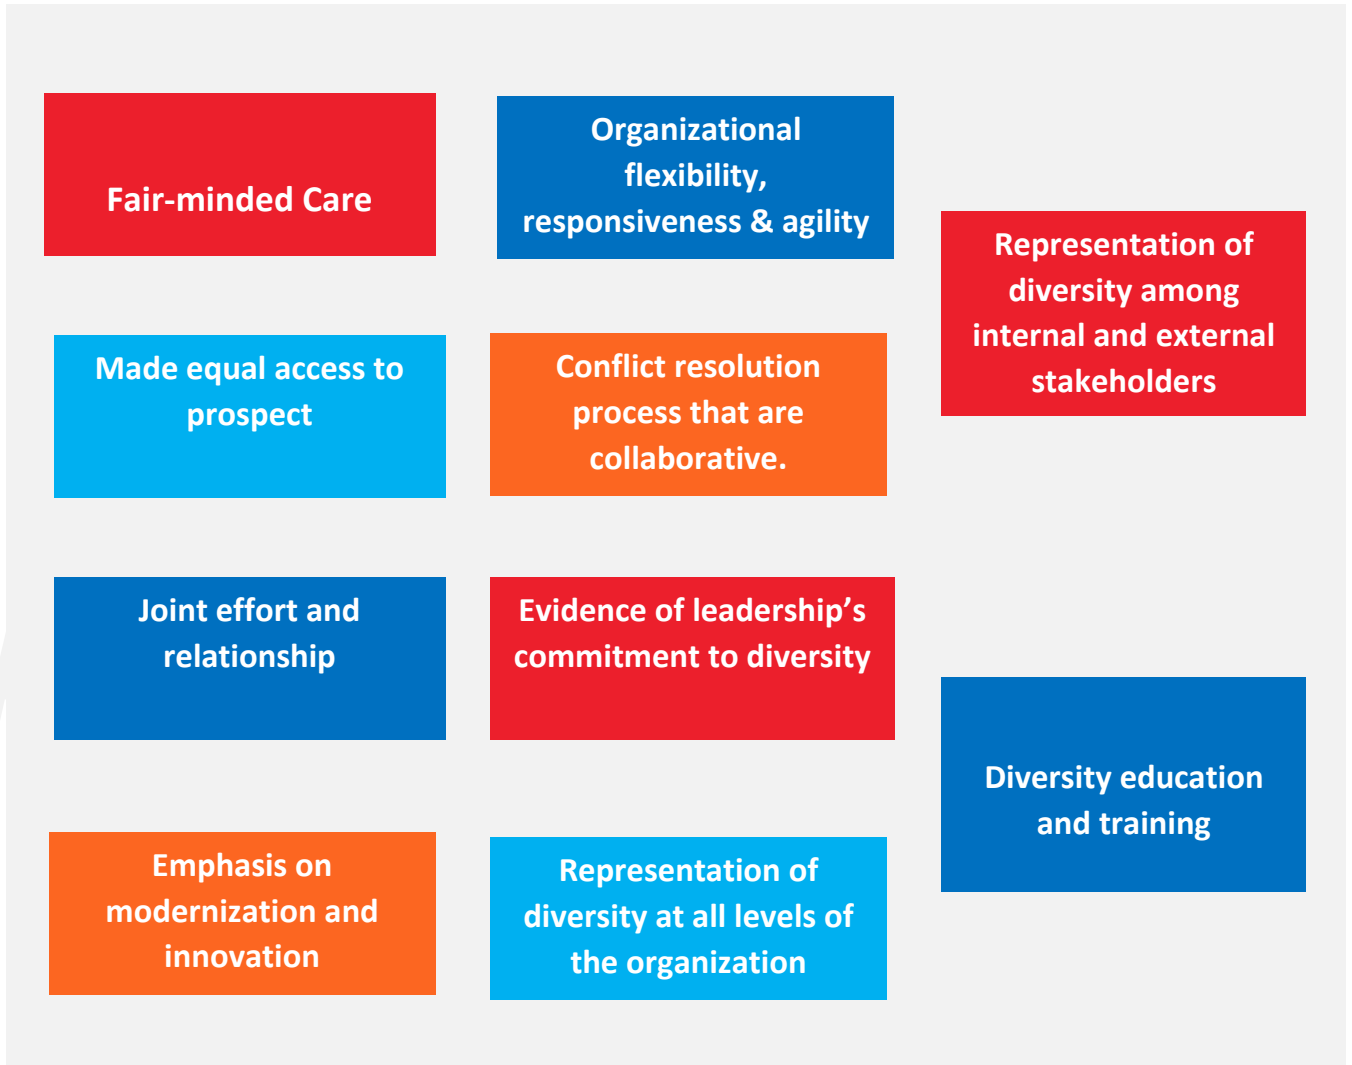 Fair-minded Care
Organizational
flexibility,
responsiveness & agility
Representation of
diversity among
internal and external
stakeholders
Made equal access to
prospect
Conflict resolution
process that are
collaborative.
Joint effort and
relationship
Evidence of leadership’s
commitment to diversity
Diversity education
and training
Emphasis on
modernization and
innovation
Representation of
diversity at all levels of
the organization